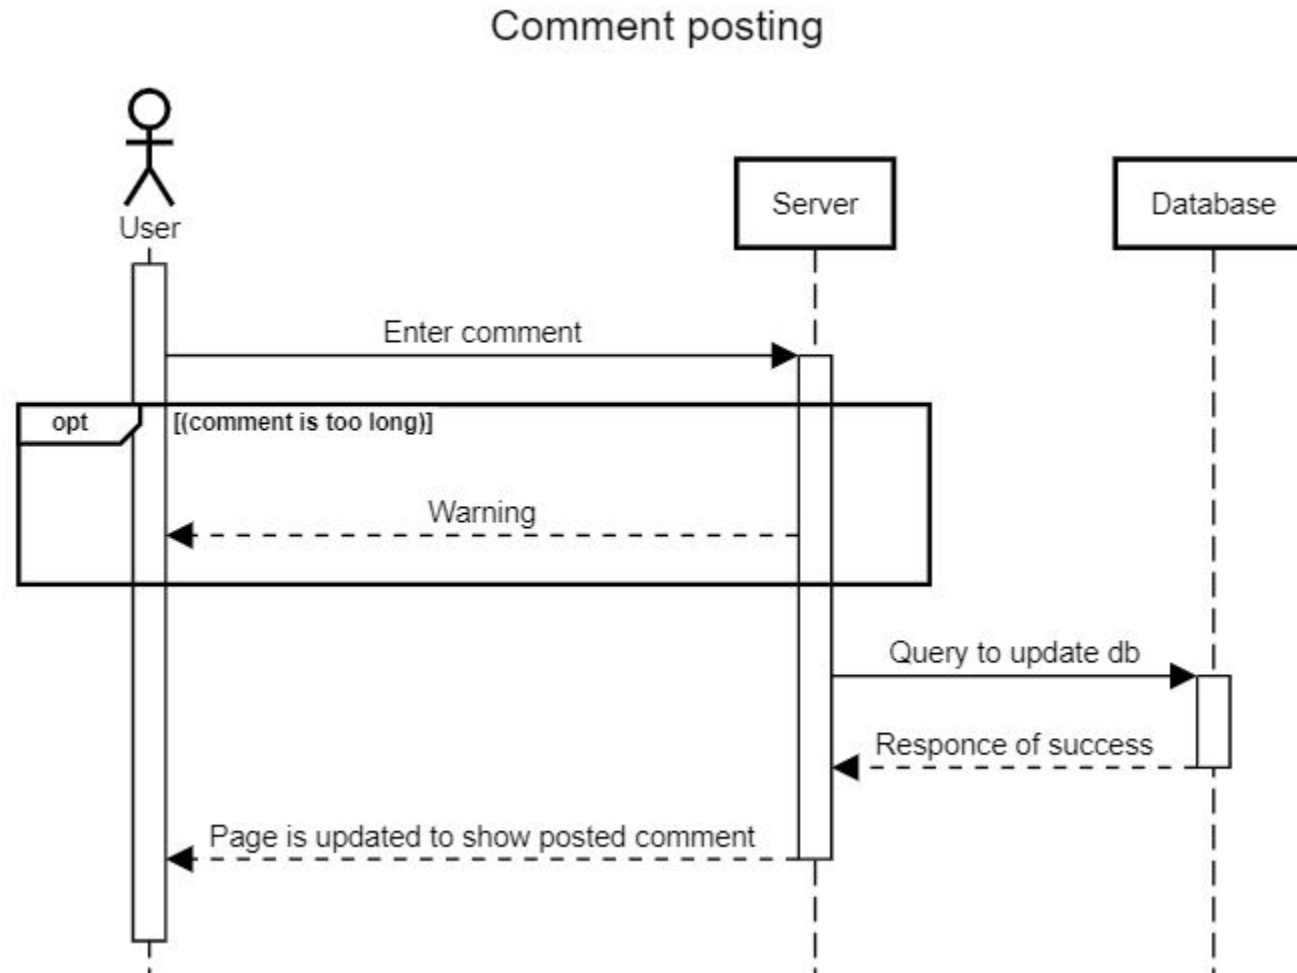 Comment posting
User
Server
Database
Enter comment
opt
[(comment is too long)]
Warning
Query to update db
Responce of success
Page is updated to show posted comment